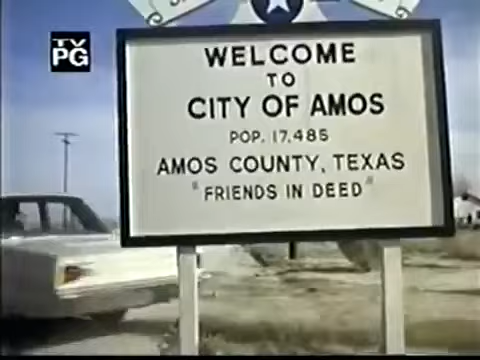 TV
PG
WELCOME
TO
CITY OF AMOS
POP. 17,485
AMOS COUNTY, TEXAS
"FRIENDS IN DEED"